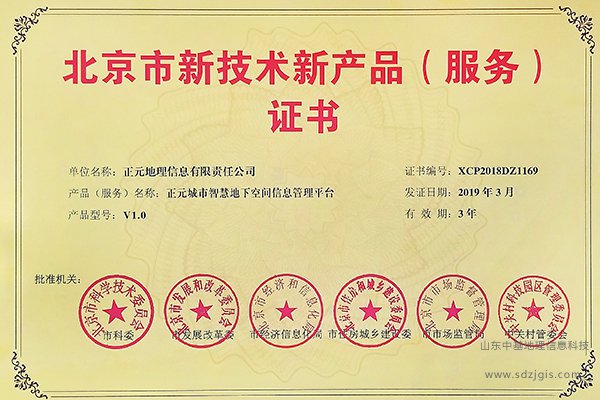 北京市新技术新产品（服务）
证书
单位名称：正元地理信息有限责任公司 证书编号：XCP2018DZ1169
产品（服务）名称：正元城市智慧地下空间信息管理平台 发证日期：2019 年 3 月
产品型号：V1.0 有 效 期：3 年
批准机关：
北京市科学技术委员会 北京市发展和改革委员会 北京市经济和信息化局 北京市住房和城乡建设委员会 北京市市场监督管理局 中关村科技园区管理委员会
市科委 市发展改革委 市经济信息化局 市住房城乡建设委 市市场监管局 中关村管委会
山东中基地理信息科技
www.sdzjgis.com